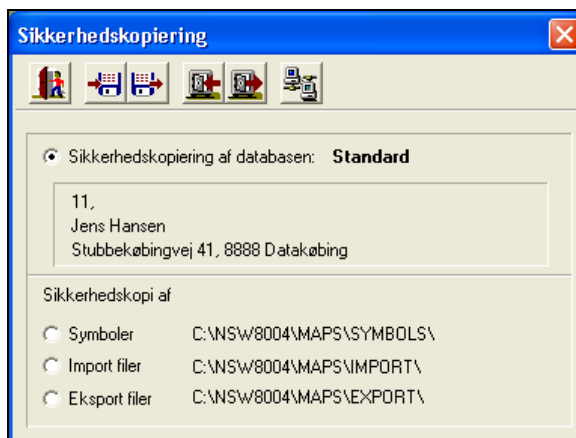 Sikkerhedskopiering
Sikkerhedskopiering af databasen: Standard
11,
Jens Hansen
Stubbekøbingvej 41, 8888 Datakøbing
Sikkerhedskopi af
Symboler C:\NSW8004\MAPS\SYMBOLS\
Import filer C:\NSW8004\MAPS\IMPORT\
Eksport filer C:\NSW8004\MAPS\EXPORT\